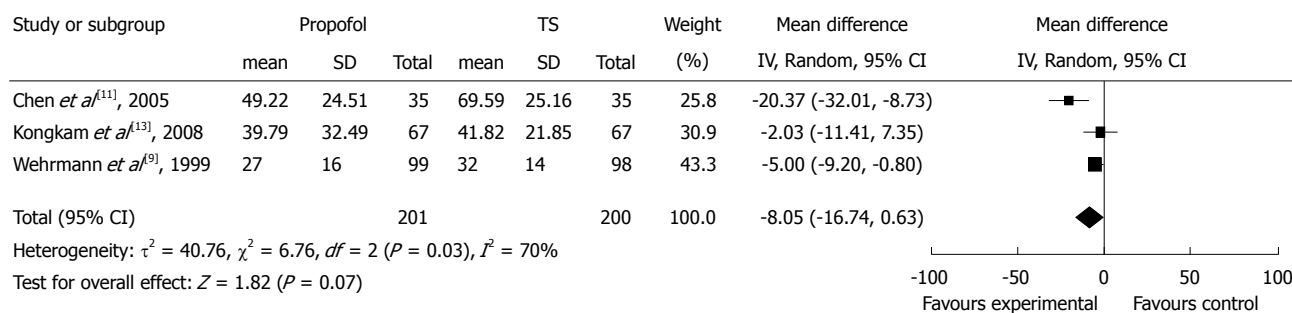 Study or subgroup Propofol TS Weight Mean difference Mean difference
mean SD Total mean SD Total (%) IV, Random, 95% CI IV, Random, 95% CI
Chen et al[11], 2005 49.22 24.51 35 69.59 25.16 35 25.8 -20.37 (-32.01, -8.73)
Kongkam et al[13], 2008 39.79 32.49 67 41.82 21.85 67 30.9 -2.03 (-11.41, 7.35)
Wehrmann et al[9], 1999 27 16 99 32 14 98 43.3 -5.00 (-9.20, -0.80)
Total (95% CI) 201 200 100.0 -8.05 (-16.74, 0.63)
Heterogeneity: τ² = 40.76, χ² = 6.76, df = 2 (P = 0.03), I² = 70%
Test for overall effect: Z = 1.82 (P = 0.07)
-100 -50 0 50 100
Favours experimental Favours control